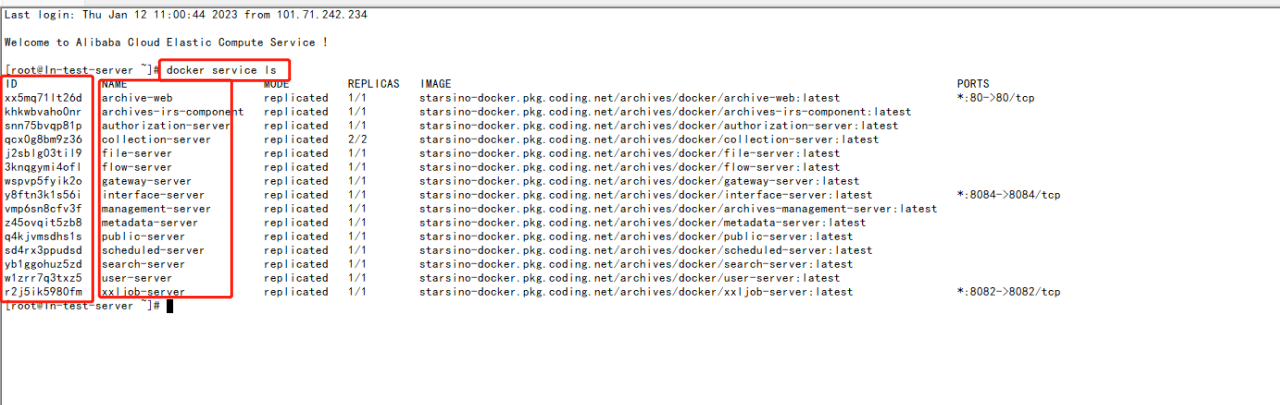 Last login: Thu Jan 12 11:00:44 2023 from 101.71.242.234
Welcome to Alibaba Cloud Elastic Compute Service !
[root@ln-test-server ~]# docker service ls
ID NAME MODE REPLICAS IMAGE PORTS
xx5mq71lt26d archive-web replicated 1/1 starsino-docker.pkg.coding.net/archives/docker/archive-web:latest *:80->80/tcp
khkwbvaho0nr archives-irs-component replicated 1/1 starsino-docker.pkg.coding.net/archives/docker/archives-irs-component:latest
snn75bvqp81p authorization-server replicated 1/1 starsino-docker.pkg.coding.net/archives/docker/authorization-server:latest
qcx0g8bm9z36 collection-server replicated 2/2 starsino-docker.pkg.coding.net/archives/docker/collection-server:latest
j2sblg03til9 file-server replicated 1/1 starsino-docker.pkg.coding.net/archives/docker/file-server:latest
3knqgymi4ofl flow-server replicated 1/1 starsino-docker.pkg.coding.net/archives/docker/flow-server:latest
wspvp5fyik2o gateway-server replicated 1/1 starsino-docker.pkg.coding.net/archives/docker/gateway-server:latest
y8ftn3k1s56i interface-server replicated 1/1 starsino-docker.pkg.coding.net/archives/docker/interface-server:latest *:8084->8084/tcp
vmp6sn8cfv3f management-server replicated 1/1 starsino-docker.pkg.coding.net/archives/docker/archives-management-server:latest
z45ovqit5zb8 metadata-server replicated 1/1 starsino-docker.pkg.coding.net/archives/docker/metadata-server:latest
q4kjvmsdhs1s public-server replicated 1/1 starsino-docker.pkg.coding.net/archives/docker/public-server:latest
sd4rx3ppudsd scheduled-server replicated 1/1 starsino-docker.pkg.coding.net/archives/docker/scheduled-server:latest
yb1ggohuz5zd search-server replicated 1/1 starsino-docker.pkg.coding.net/archives/docker/search-server:latest
w1zrr7q3txz5 user-server replicated 1/1 starsino-docker.pkg.coding.net/archives/docker/user-server:latest
r2j5ik5980fm xxljob-server replicated 1/1 starsino-docker.pkg.coding.net/archives/docker/xxljob-server:latest *:8082->8082/tcp
[root@ln-test-server ~]#